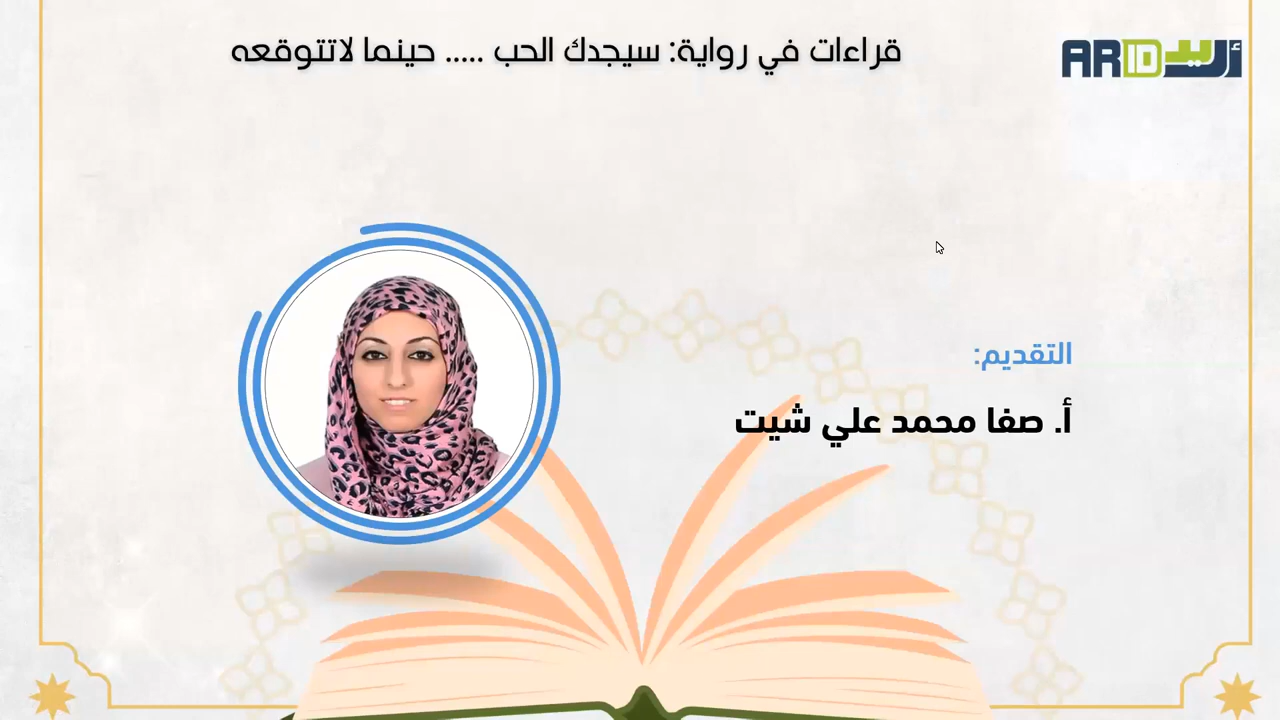 قراءات في رواية: سيجدك الحب ..... حينما لاتتوقعه
ARID أريد
التقديم:
أ. صفا محمد علي شيت